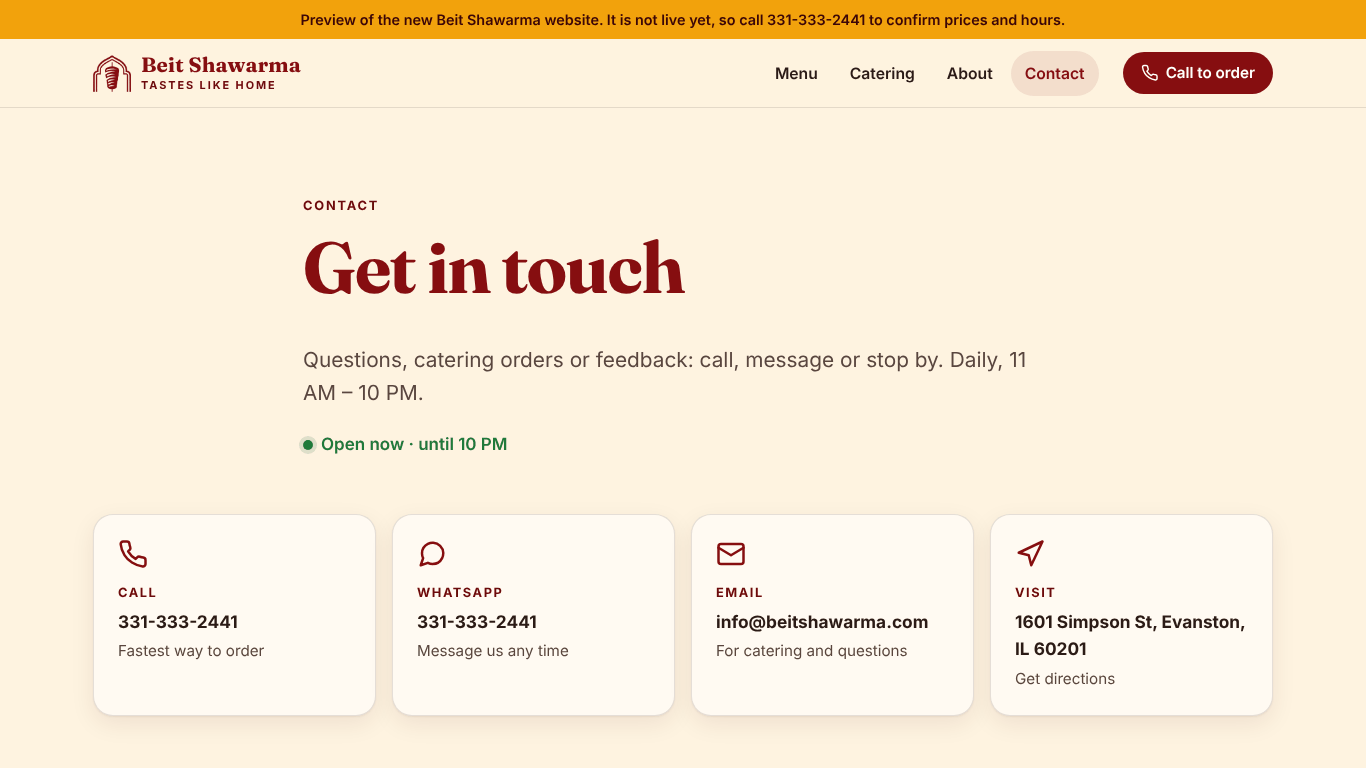 Preview of the new Beit Shawarma website. It is not live yet, so call 331-333-2441 to confirm prices and hours.
Beit Shawarma
TASTES LIKE HOME
Menu
Catering
About
Contact
Call to order
CONTACT
Get in touch
Questions, catering orders or feedback: call, message or stop by. Daily, 11
AM – 10 PM.
Open now · until 10 PM
CALL
331-333-2441
Fastest way to order
WHATSAPP
331-333-2441
Message us any time
EMAIL
info@beitshawarma.com
For catering and questions
VISIT
1601 Simpson St, Evanston,
IL 60201
Get directions